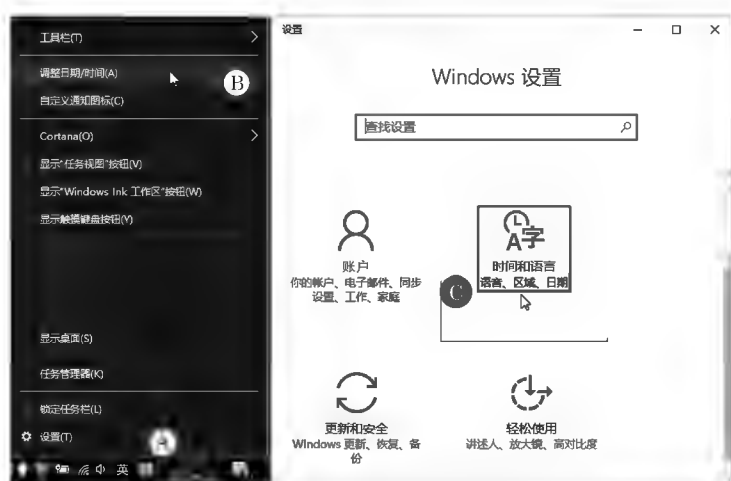 工具栏(T)
调整日期/时间(A)
B
自定义通知图标(C)
Cortana(O)
显示"任务视图"按钮(V)
显示"Windows Ink 工作区"按钮(W)
显示触摸键盘按钮(Y)
显示桌面(S)
任务管理器(K)
锁定任务栏(L)
设置(T)
A
英
设置
Windows 设置
查找设置
账户
你的帐户、电子邮件、同步
设置、工作、家庭
字
A
时间和语言
语言、区域、日期
C
更新和安全
Windows 更新、恢复、备
份
轻松使用
讲述人、放大镜、高对比度